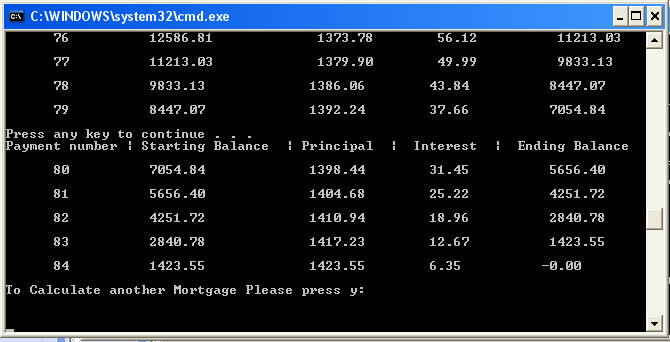 C:\WINDOWS\system32\cmd.exe
76 12586.81 1373.78 56.12 11213.03
77 11213.03 1379.90 49.99 9833.13
78 9833.13 1386.06 43.84 8447.07
79 8447.07 1392.24 37.66 7054.84
Press any key to continue . . .
Payment number ¦ Starting Balance ¦ Principal ¦ Interest ¦ Ending Balance
80 7054.84 1398.44 31.45 5656.40
81 5656.40 1404.68 25.22 4251.72
82 4251.72 1410.94 18.96 2840.78
83 2840.78 1417.23 12.67 1423.55
84 1423.55 1423.55 6.35 -0.00
To Calculate another Mortgage Please press y: